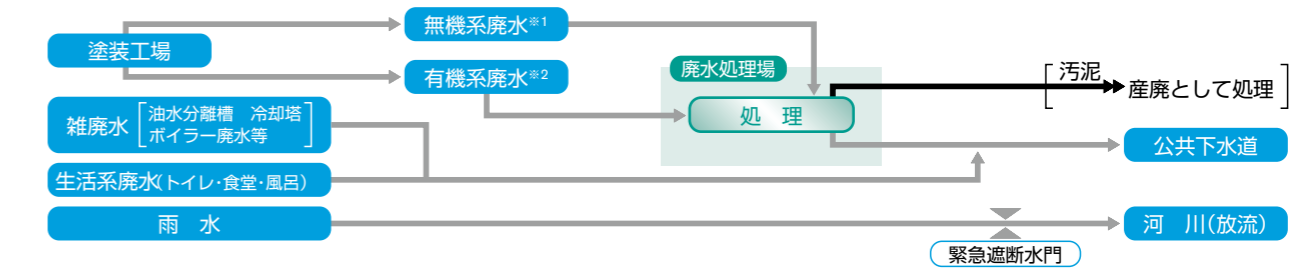 塗装工場
無機系廃水※1
有機系廃水※2
廃水処理場
処 理
汚泥
産廃として処理
雑廃水
油水分離槽 冷却塔
ボイラー廃水等
公共下水道
生活系廃水(トイレ・食堂・風呂)
雨 水
河 川(放流)
緊急遮断水門